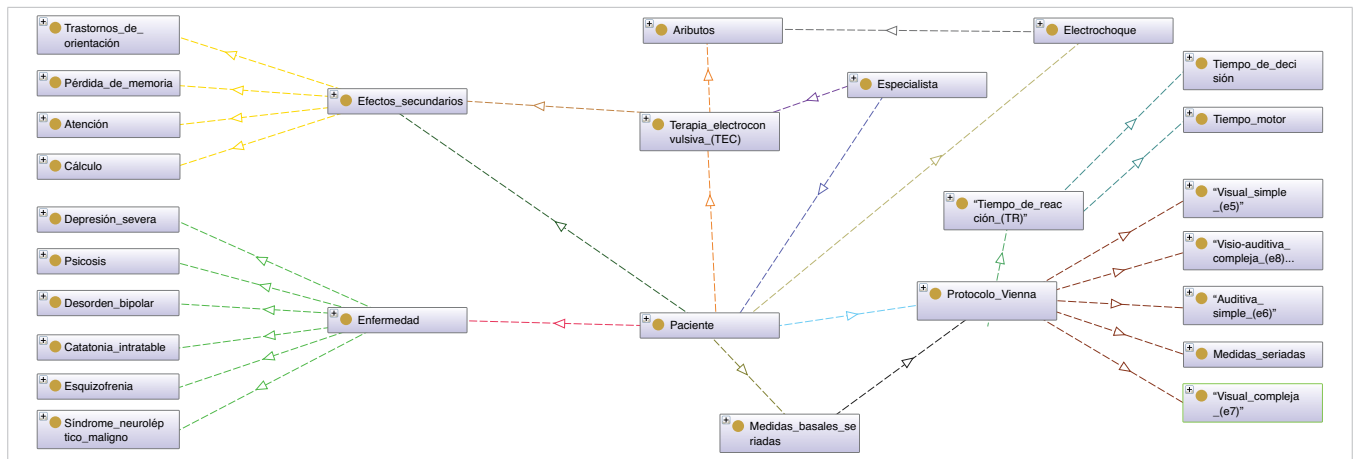 Trastornos_de_
orientación
Pérdida_de_memoria
Atención
Cálculo
Efectos_secundarios
Aributos
Electrochoque
Especialista
Terapia_electrocon
vulsiva_(TEC)
Tiempo_de_deci
sión
Tiempo_motor
“Tiempo_de_reac
ción_(TR)”
“Visual_simple
_(e5)”
“Visio-auditiva_
compleja_(e8)...
“Auditiva_
simple_(e6)”
Medidas_seriadas
“Visual_compleja
_(e7)”
Protocolo_Vienna
Depresión_severa
Psicosis
Desorden_bipolar
Catatonia_intratable
Esquizofrenia
Síndrome_neurolép
ptico_maligno
Enfermedad
Paciente
Medidas_basales_se
riadas